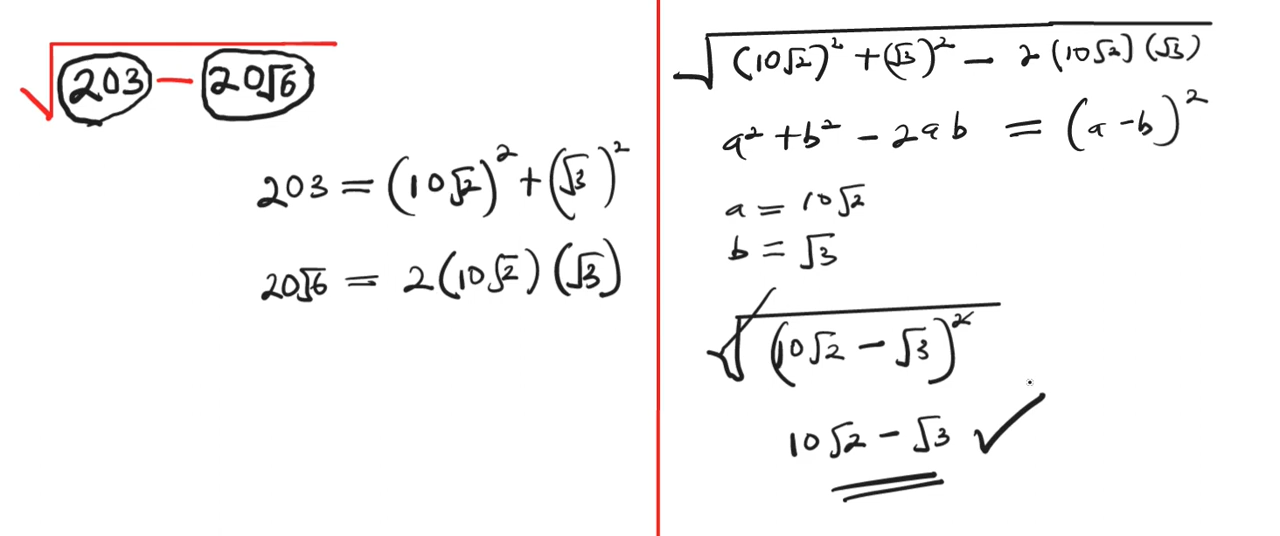 √(203 − 20√6)
203 = (10√2)² + (√3)²
20√6 = 2(10√2)(√3)
√((10√2)² + (√3)² − 2(10√2)(√3))
a² + b² − 2ab = (a − b)²
a = 10√2
b = √3
√((10√2 − √3)²)
10√2 − √3 ✓